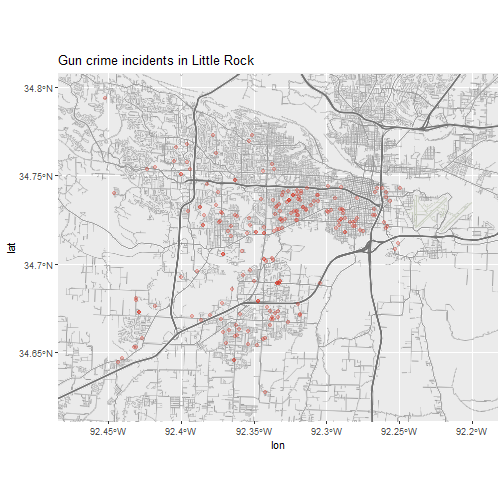 Gun crime incidents in Little Rock
34.8°N
34.75°N
34.7°N
34.65°N
lat
92.45°W
92.4°W
92.35°W
92.3°W
92.25°W
92.2°W
lon